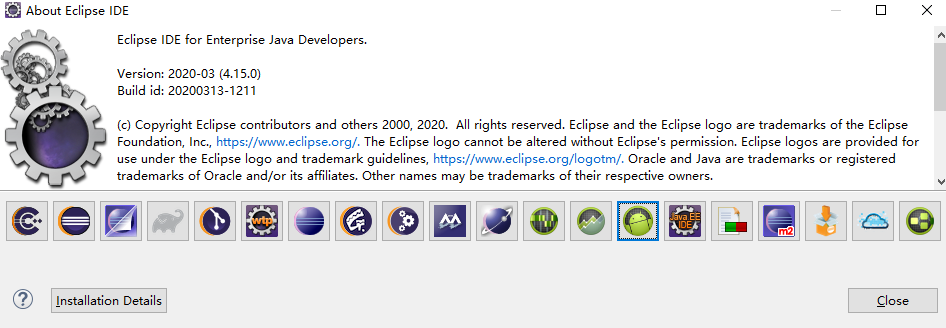 About Eclipse IDE
Eclipse IDE for Enterprise Java Developers.
Version: 2020-03 (4.15.0)
Build id: 20200313-1211
(c) Copyright Eclipse contributors and others 2000, 2020.  All rights reserved. Eclipse and the Eclipse logo are trademarks of the Eclipse
Foundation, Inc., https://www.eclipse.org/. The Eclipse logo cannot be altered without Eclipse's permission. Eclipse logos are provided for
use under the Eclipse logo and trademark guidelines, https://www.eclipse.org/logotm/. Oracle and Java are trademarks or registered
trademarks of Oracle and/or its affiliates. Other names may be trademarks of their respective owners.
wtp
Java EE
IDE
m2
?
Installation Details
Close